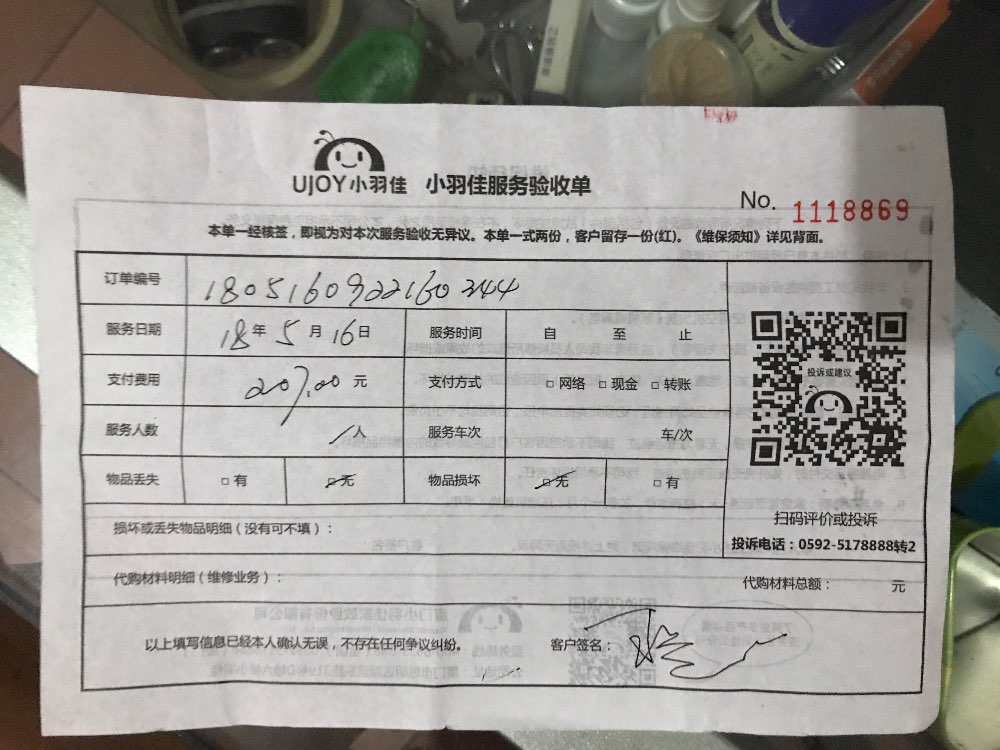 UJOY小羽佳 小羽佳服务验收单
No. 1118869
本单一经核签，即视为对本次服务验收无异议。本单一式两份，客户留存一份(红)。《维保须知》详见背面。
订单编号 1805160922160344
服务日期 18年5月16日 服务时间 自 至 止
支付费用 207.00元 支付方式 □网络 □现金 □转账
投诉或建议
服务人数 1人 服务车次 车/次
物品丢失 □有 □无 物品损坏 □无 □有
扫码评价或投诉
损坏或丢失物品明细（没有可不填）：
投诉电话：0592-5178888转2
代购材料明细（维修业务）： 代购材料总额： 元
以上填写信息已经本人确认无误，不存在任何争议纠纷。 客户签名：